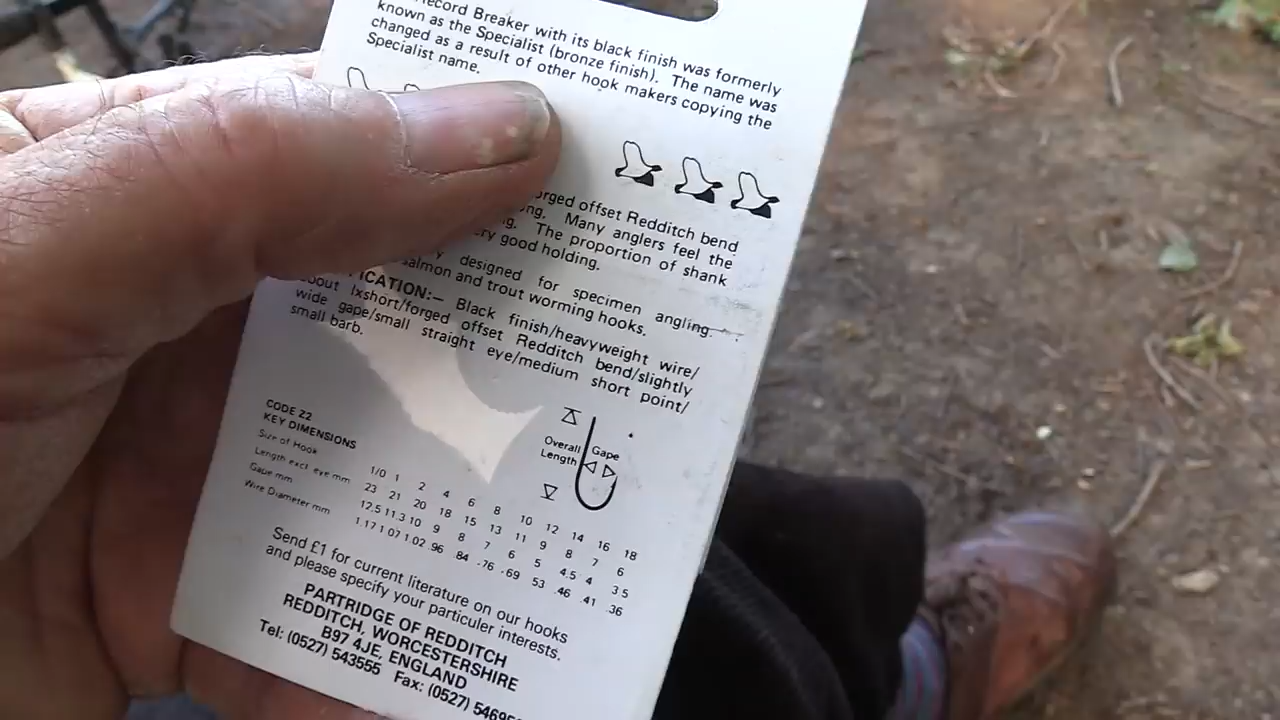 Record Breaker with its black finish was formerly
known as the Specialist (bronze finish). The name was
changed as a result of other hook makers copying the
Specialist name.
offset Redditch bend
Many anglers feel the
The proportion of shank
good holding.
designed for specimen angling.
salmon and trout worming hooks.
Black finish/heavyweight wire/
about 1xshort/forged offset Redditch bend/slightly
wide gape/small straight eye/medium short point/
small barb.
Overall
Length
Gape
CODE 22
KEY DIMENSIONS
Size of Hook 1/0 1 2 4 6 8 10 12 14 16 18
Length excl eye mm 23 21 20 18 15 13 11 9 8 7 6
Gape mm 12.5 11.3 10 9 8 7 6 5 4.5 4 3 5
Wire Diameter mm 1.17 1 07 1 02 .96 .84 .76 .69 53 .46 .41 .36
Send £1 for current literature on our hooks
and please specify your particular interests.
PARTRIDGE OF REDDITCH
REDDITCH, WORCESTERSHIRE
B97 4JE, ENGLAND
Tel: (0527) 543555 Fax: (0527)